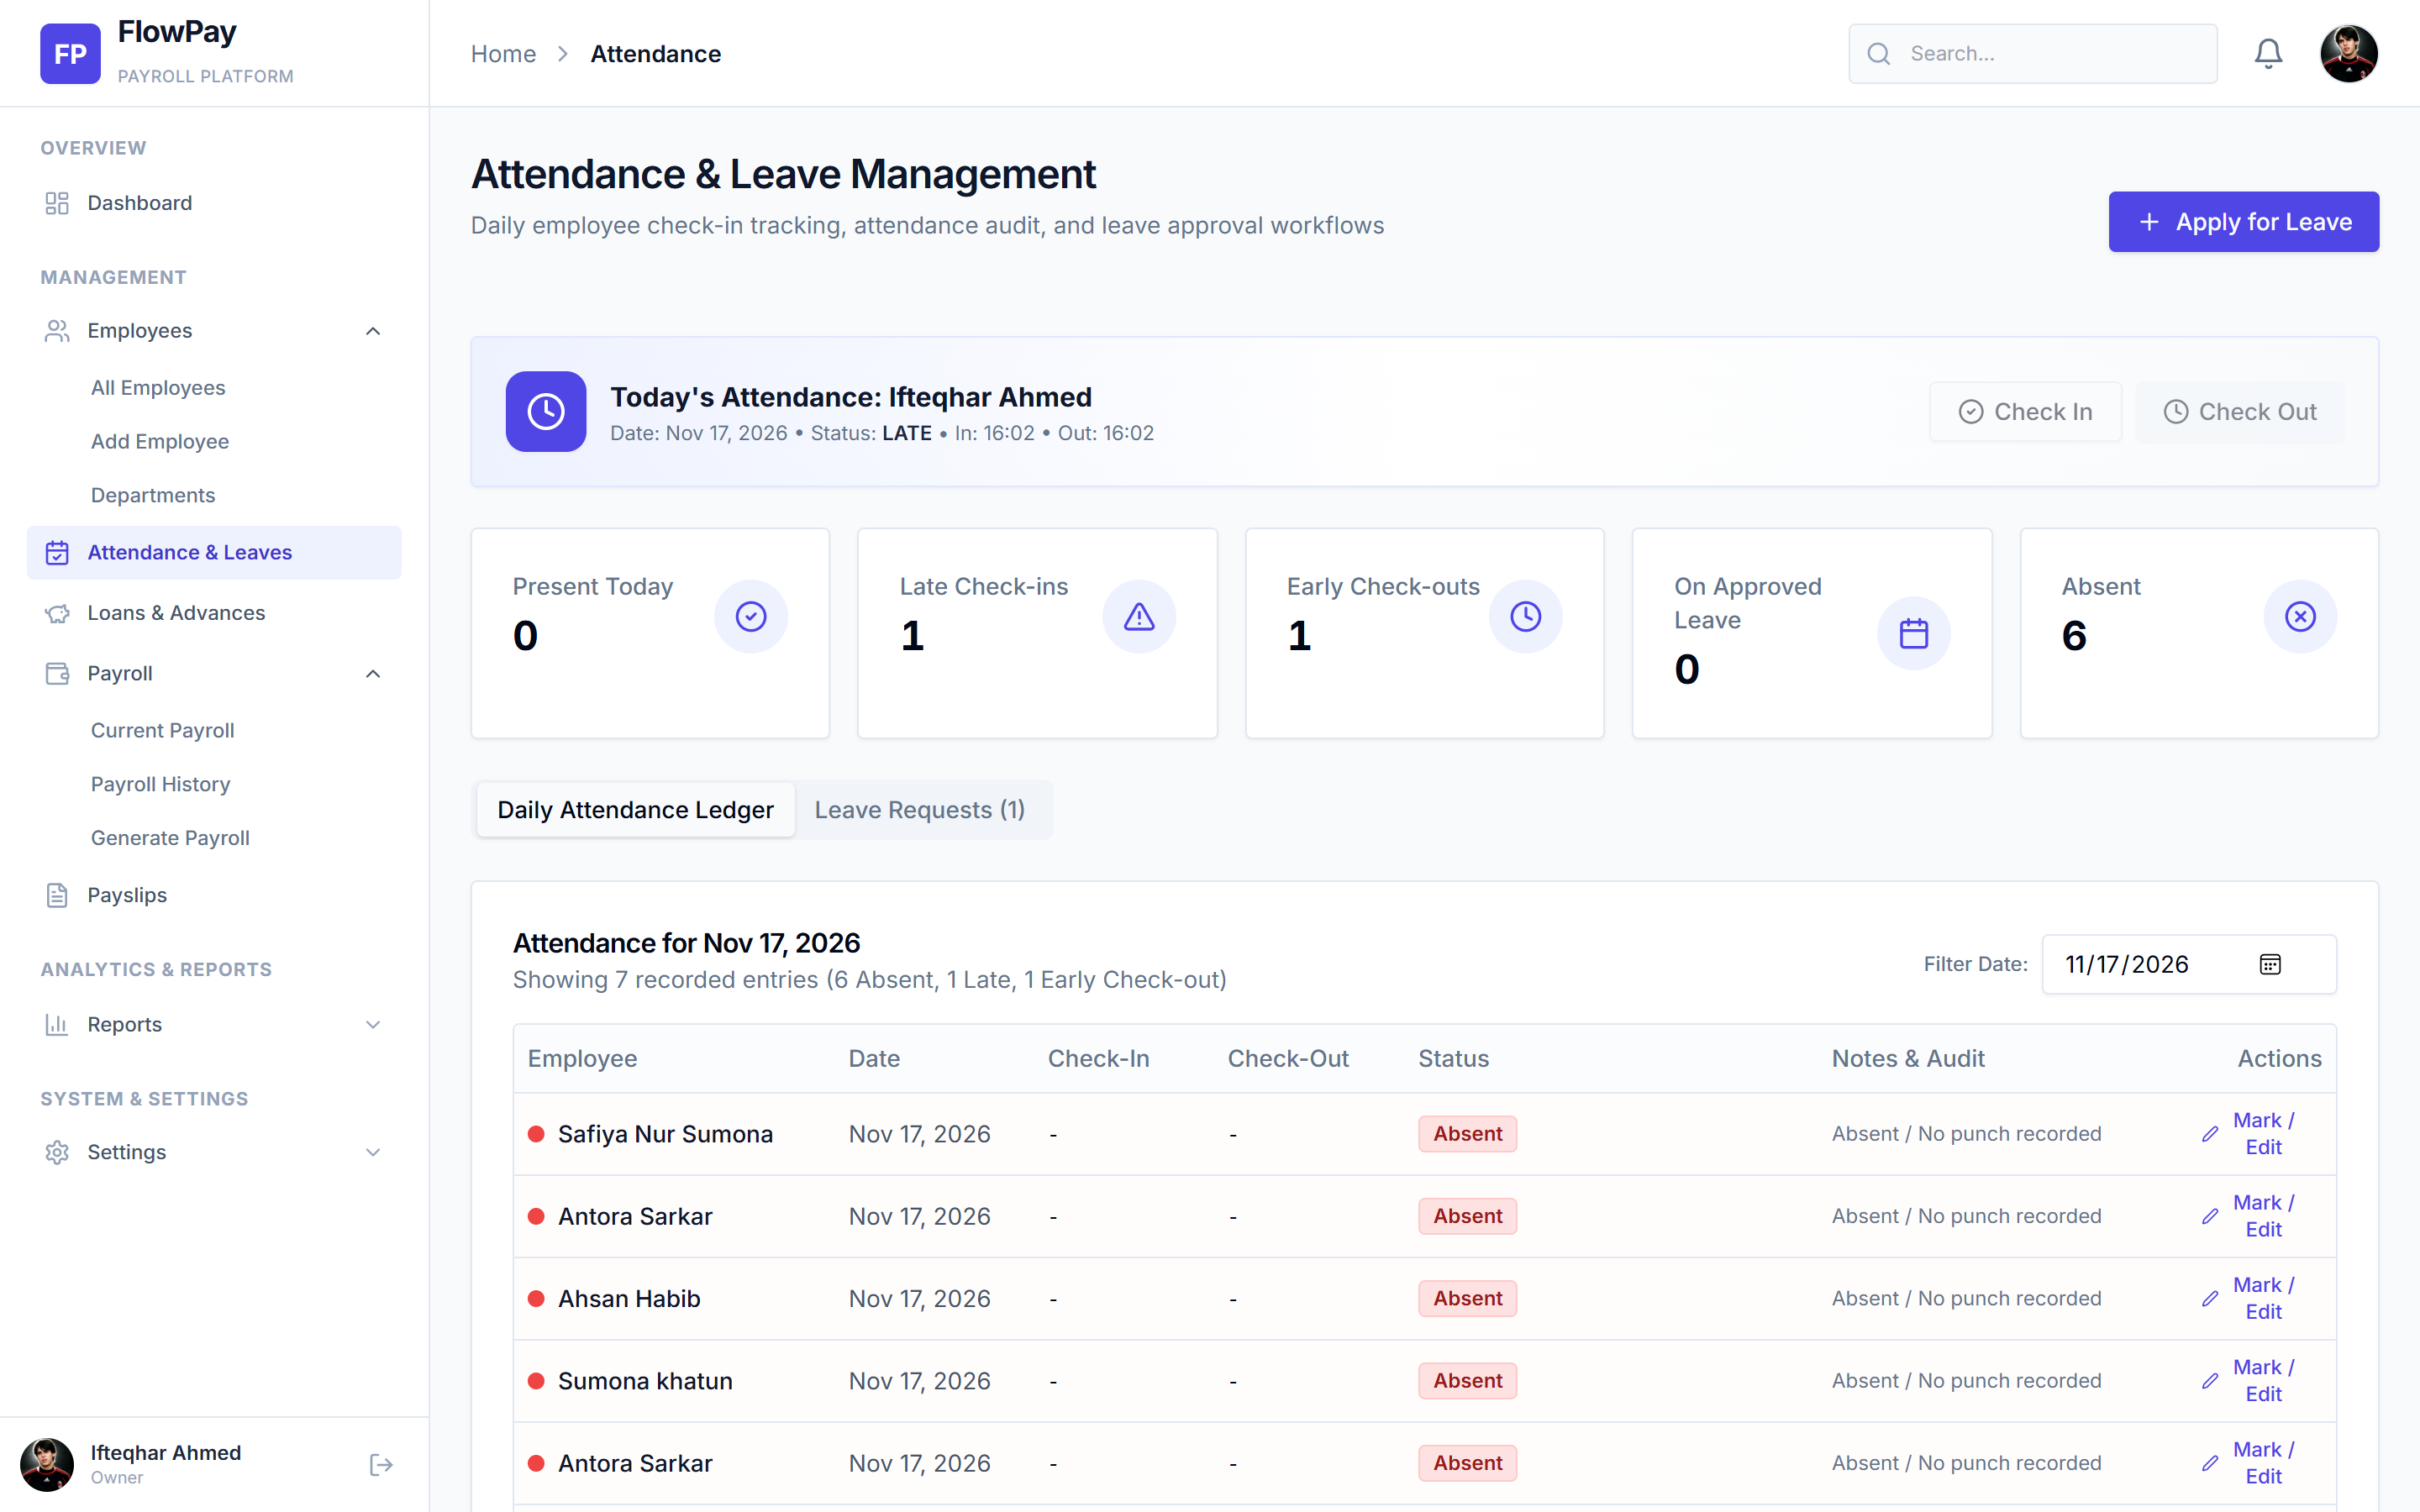 FP
FlowPay
PAYROLL PLATFORM
OVERVIEW
Dashboard
MANAGEMENT
Employees
All Employees
Add Employee
Departments
Attendance & Leaves
Loans & Advances
Payroll
Current Payroll
Payroll History
Generate Payroll
Payslips
ANALYTICS & REPORTS
Reports
SYSTEM & SETTINGS
Settings
Ifteqhar Ahmed
Owner
Home > Attendance
Search...
Attendance & Leave Management
Daily employee check-in tracking, attendance audit, and leave approval workflows
+ Apply for Leave
Today's Attendance: Ifteqhar Ahmed
Date: Nov 17, 2026 • Status: LATE • In: 16:02 • Out: 16:02
Check In
Check Out
Present Today
0
Late Check-ins
1
Early Check-outs
1
On Approved
Leave
0
Absent
6
Daily Attendance Ledger
Leave Requests (1)
Attendance for Nov 17, 2026
Showing 7 recorded entries (6 Absent, 1 Late, 1 Early Check-out)
Filter Date: 11/17/2026
Employee Date Check-In Check-Out Status Notes & Audit Actions
Safiya Nur Sumona Nov 17, 2026 - - Absent Absent / No punch recorded Mark /
Edit
Antora Sarkar Nov 17, 2026 - - Absent Absent / No punch recorded Mark /
Edit
Ahsan Habib Nov 17, 2026 - - Absent Absent / No punch recorded Mark /
Edit
Sumona khatun Nov 17, 2026 - - Absent Absent / No punch recorded Mark /
Edit
Antora Sarkar Nov 17, 2026 - - Absent Absent / No punch recorded Mark /
Edit